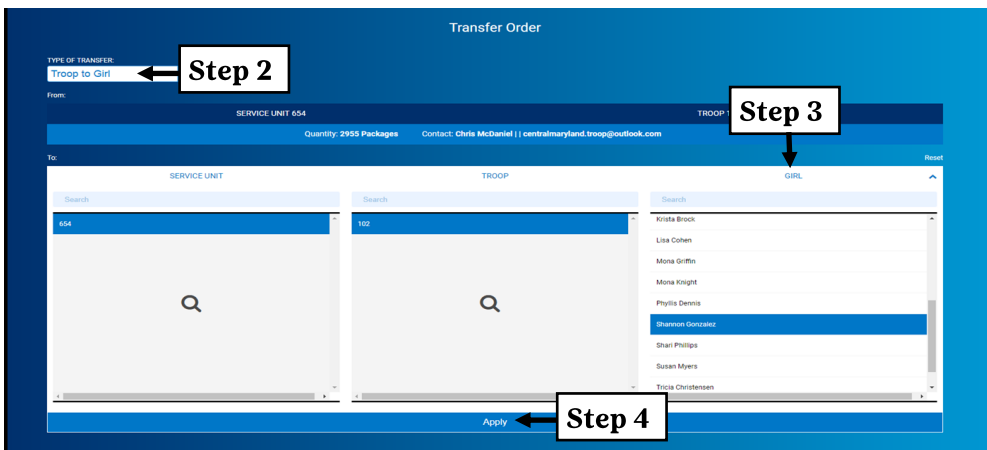 Transfer Order
TYPE OF TRANSFER:
Troop to Girl
Step 2
From:
SERVICE UNIT 654
TROOP
Step 3
Quantity: 2955 Packages Contact: Chris McDaniel | | centralmaryland.troop@outlook.com
To:
Reset
SERVICE UNIT TROOP GIRL
Search Search Search
654
102
Krista Brock
Lisa Cohen
Mona Griffin
Mona Knight
Phyllis Dennis
Shannon Gonzalez
Shari Phillips
Susan Myers
Tricia Christensen
Apply
Step 4